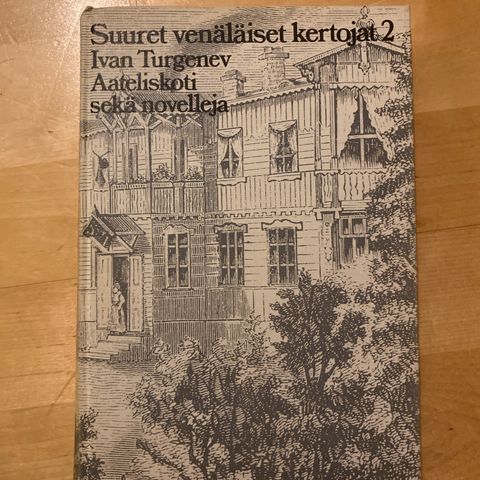 Suuret venäläiset kertojat 2
Ivan Turgenev
Aateliskoti
sekä novelleja